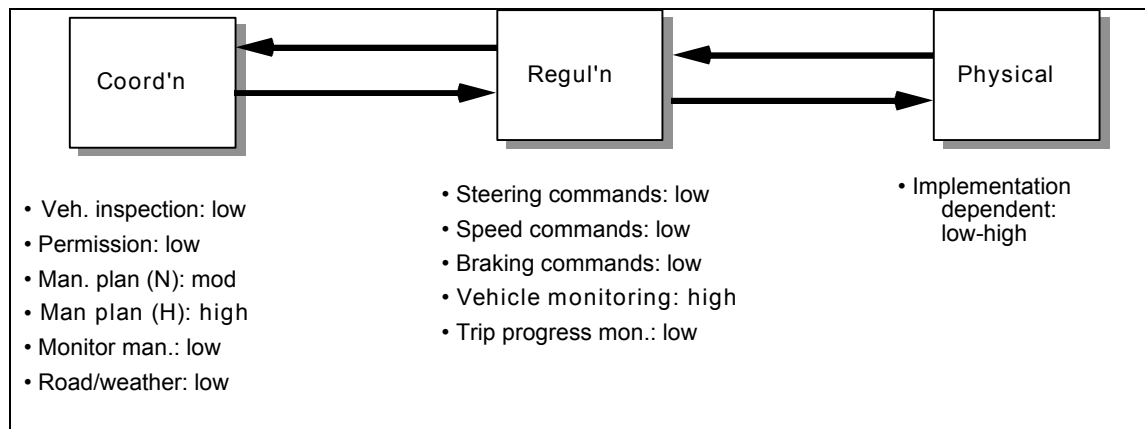 Coord'n
Regul'n
Physical
• Veh. inspection: low
• Permission: low
• Man. plan (N): mod
• Man plan (H): high
• Monitor man.: low
• Road/weather: low
• Steering commands: low
• Speed commands: low
• Braking commands: low
• Vehicle monitoring: high
• Trip progress mon.: low
• Implementation
dependent:
low-high